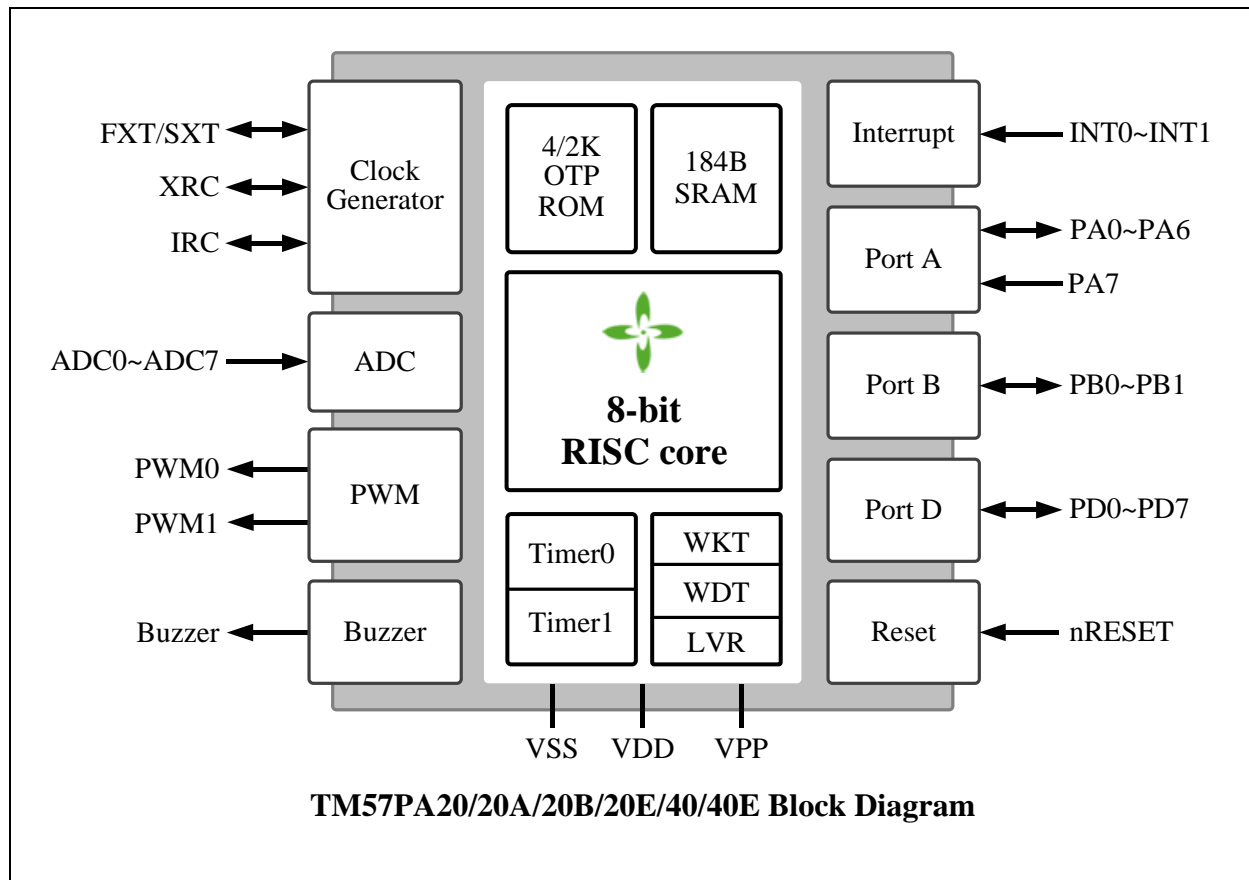 FXT/SXT
XRC
IRC
Clock
Generator
ADC0~ADC7
ADC
PWM0
PWM1
PWM
Buzzer
Buzzer
4/2K
OTP
ROM
184B
SRAM
8-bit
RISC core
Timer0
Timer1
WKT
WDT
LVR
Interrupt
INT0~INT1
Port A
PA0~PA6
PA7
Port B
PB0~PB1
Port D
PD0~PD7
Reset
nRESET
VSS
VDD
VPP
TM57PA20/20A/20B/20E/40/40E Block Diagram